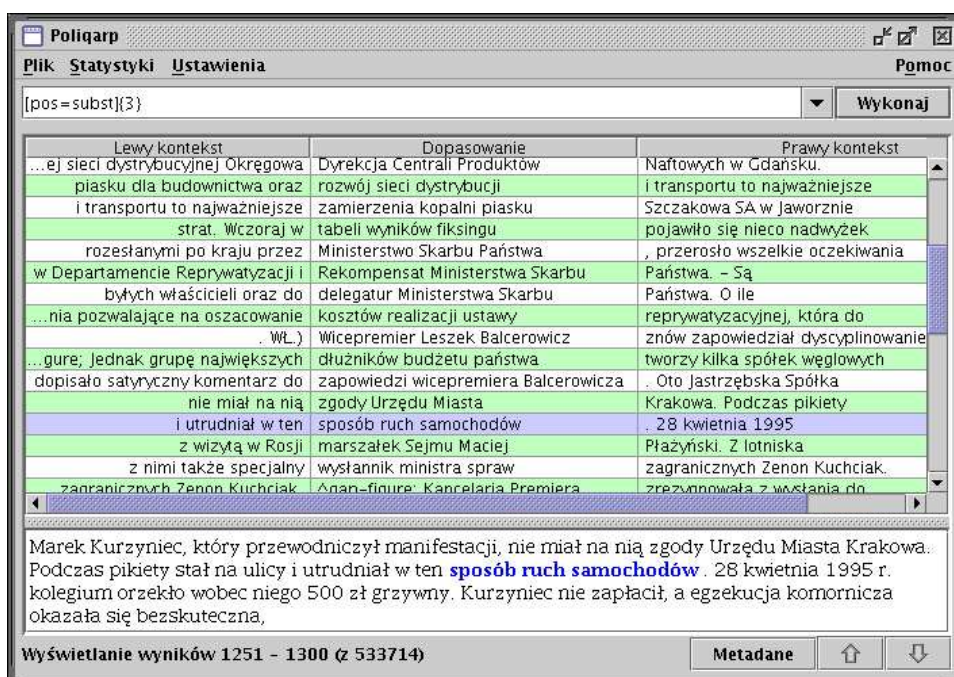 Poliqarp
Plik Statystyki Ustawienia Pomoc
[pos=subst]{3} Wykonaj
Lewy kontekst Dopasowanie Prawy kontekst
...ej sieci dystrybucyjnej Okręgowa Dyrekcja Centrali Produktów Naftowych w Gdańsku.
piasku dla budownictwa oraz rozwój sieci dystrybucji i transportu to najważniejsze
i transportu to najważniejsze zamierzenia kopalni piasku Szczakowa SA w Jaworznie
strat. Wczoraj w tabeli wyników fiksingu pojawiło się nieco nadwyżek
rozesłanymi po kraju przez Ministerstwo Skarbu Państwa , przerosło wszelkie oczekiwania
w Departamencie Reprywatyzacji i Rekompensat Ministerstwa Skarbu Państwa. – Są
byłych właścicieli oraz do delegatur Ministerstwa Skarbu Państwa. O ile
...nia pozwalające na oszacowanie kosztów realizacji ustawy reprywatyzacyjnej, która do
. WŁ.) Wicepremier Leszek Balcerowicz znów zapowiedział dyscyplinowanie
...gure; Jednak grupę największych dłużników budżetu państwa tworzy kilka spółek węglowych
dopisało satyryczny komentarz do zapowiedzi wicepremiera Balcerowicza . Oto Jastrzębska Spółka
nie miał na nią zgody Urzędu Miasta Krakowa. Podczas pikiety
i utrudniał w ten sposób ruch samochodów . 28 kwietnia 1995
z wizytą w Rosji marszałek Sejmu Maciej Płażyński. Z lotniska
z nimi także specjalny wysłannik ministra spraw zagranicznych Zenon Kuchciak.
zagranicznych Zenon Kuchciak. ^gap-figure; Kancelaria Premiera zrezygnowała z wysłania do
Marek Kurzyniec, który przewodniczył manifestacji, nie miał na nią zgody Urzędu Miasta Krakowa.
Podczas pikiety stał na ulicy i utrudniał w ten sposób ruch samochodów . 28 kwietnia 1995 r.
kolegium orzekło wobec niego 500 zł grzywny. Kurzyniec nie zapłacił, a egzekucja komornicza
okazała się bezskuteczna,
Wyświetlanie wyników 1251 – 1300 (z 533714) Metadane